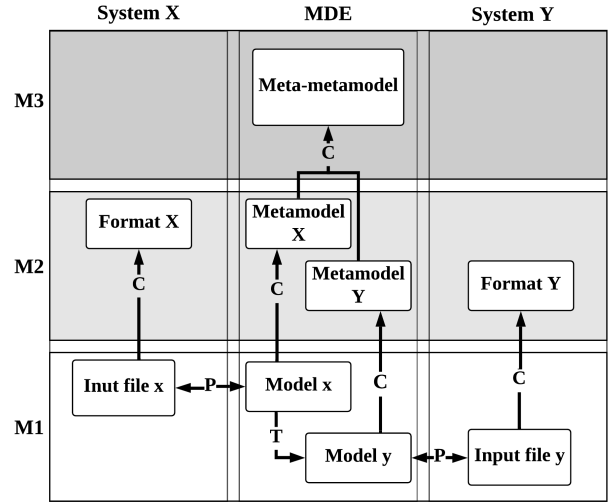 System X
MDE
System Y
M3
Meta-metamodel
C
M2
Format X
Metamodel
X
C
C
Metamodel
Y
Format Y
M1
Inut file x
P
Model x
C
C
T
Model y
P
Input file y